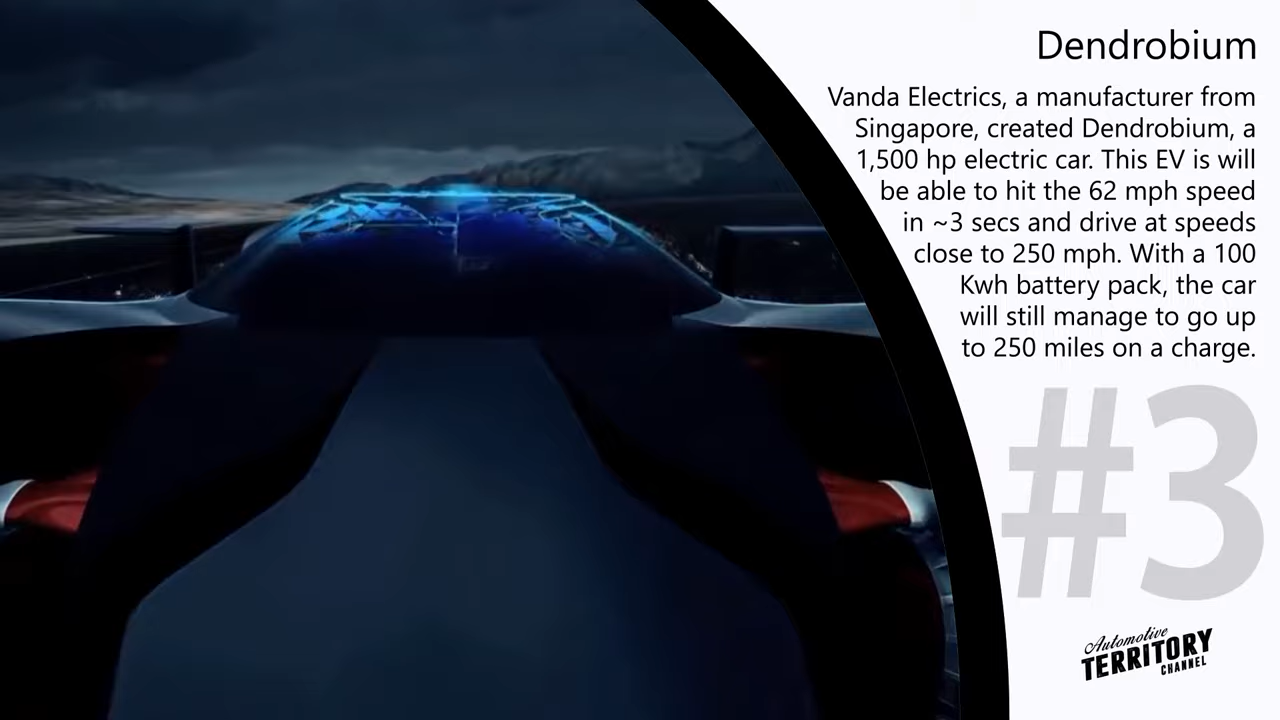 Dendrobium
Vanda Electrics, a manufacturer from
Singapore, created Dendrobium, a
1,500 hp electric car. This EV is will
be able to hit the 62 mph speed
in ~3 secs and drive at speeds
close to 250 mph. With a 100
Kwh battery pack, the car
will still manage to go up
to 250 miles on a charge.
#3
Automotive
TERRITORY
CHANNEL